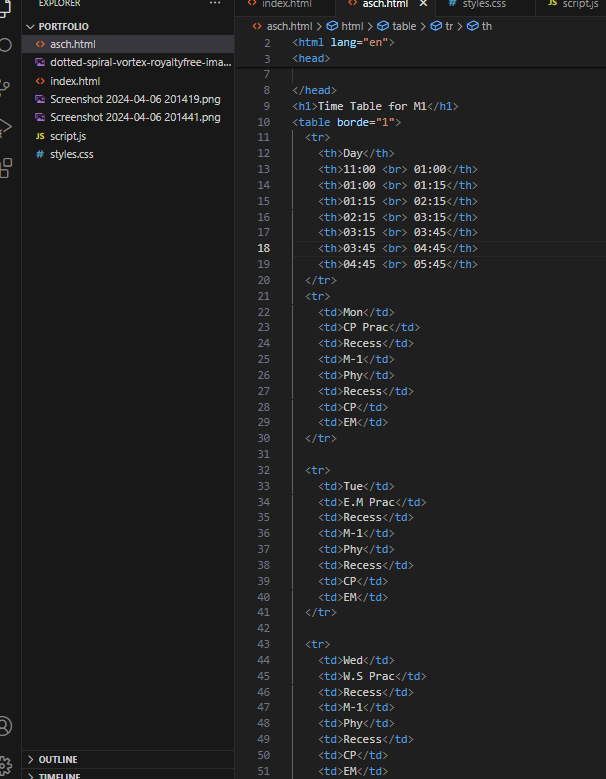 EXPLORER ...
PORTFOLIO
asch.html
dotted-spiral-vortex-royaltyfree-ima...
index.html
Screenshot 2024-04-06 201419.png
Screenshot 2024-04-06 201441.png
JS script.js
# styles.css
OUTLINE
TIMELINE
index.html
asch.html
# styles.css
JS script.js
asch.html > html > table > tr > th
2 <html lang="en">
3 <head>
7
8 </head>
9 <h1>Time Table for M1</h1>
10 <table borde="1">
11 <tr>
12 <th>Day</th>
13 <th>11:00 <br> 01:00</th>
14 <th>01:00 <br> 01:15</th>
15 <th>01:15 <br> 02:15</th>
16 <th>02:15 <br> 03:15</th>
17 <th>03:15 <br> 03:45</th>
18 <th>03:45 <br> 04:45</th>
19 <th>04:45 <br> 05:45</th>
20 </tr>
21 <tr>
22 <td>Mon</td>
23 <td>CP Prac</td>
24 <td>Recess</td>
25 <td>M-1</td>
26 <td>Phy</td>
27 <td>Recess</td>
28 <td>CP</td>
29 <td>EM</td>
30 </tr>
31
32 <tr>
33 <td>Tue</td>
34 <td>E.M Prac</td>
35 <td>Recess</td>
36 <td>M-1</td>
37 <td>Phy</td>
38 <td>Recess</td>
39 <td>CP</td>
40 <td>EM</td>
41 </tr>
42
43 <tr>
44 <td>Wed</td>
45 <td>W.S Prac</td>
46 <td>Recess</td>
47 <td>M-1</td>
48 <td>Phy</td>
49 <td>Recess</td>
50 <td>CP</td>
51 <td>EM</td>